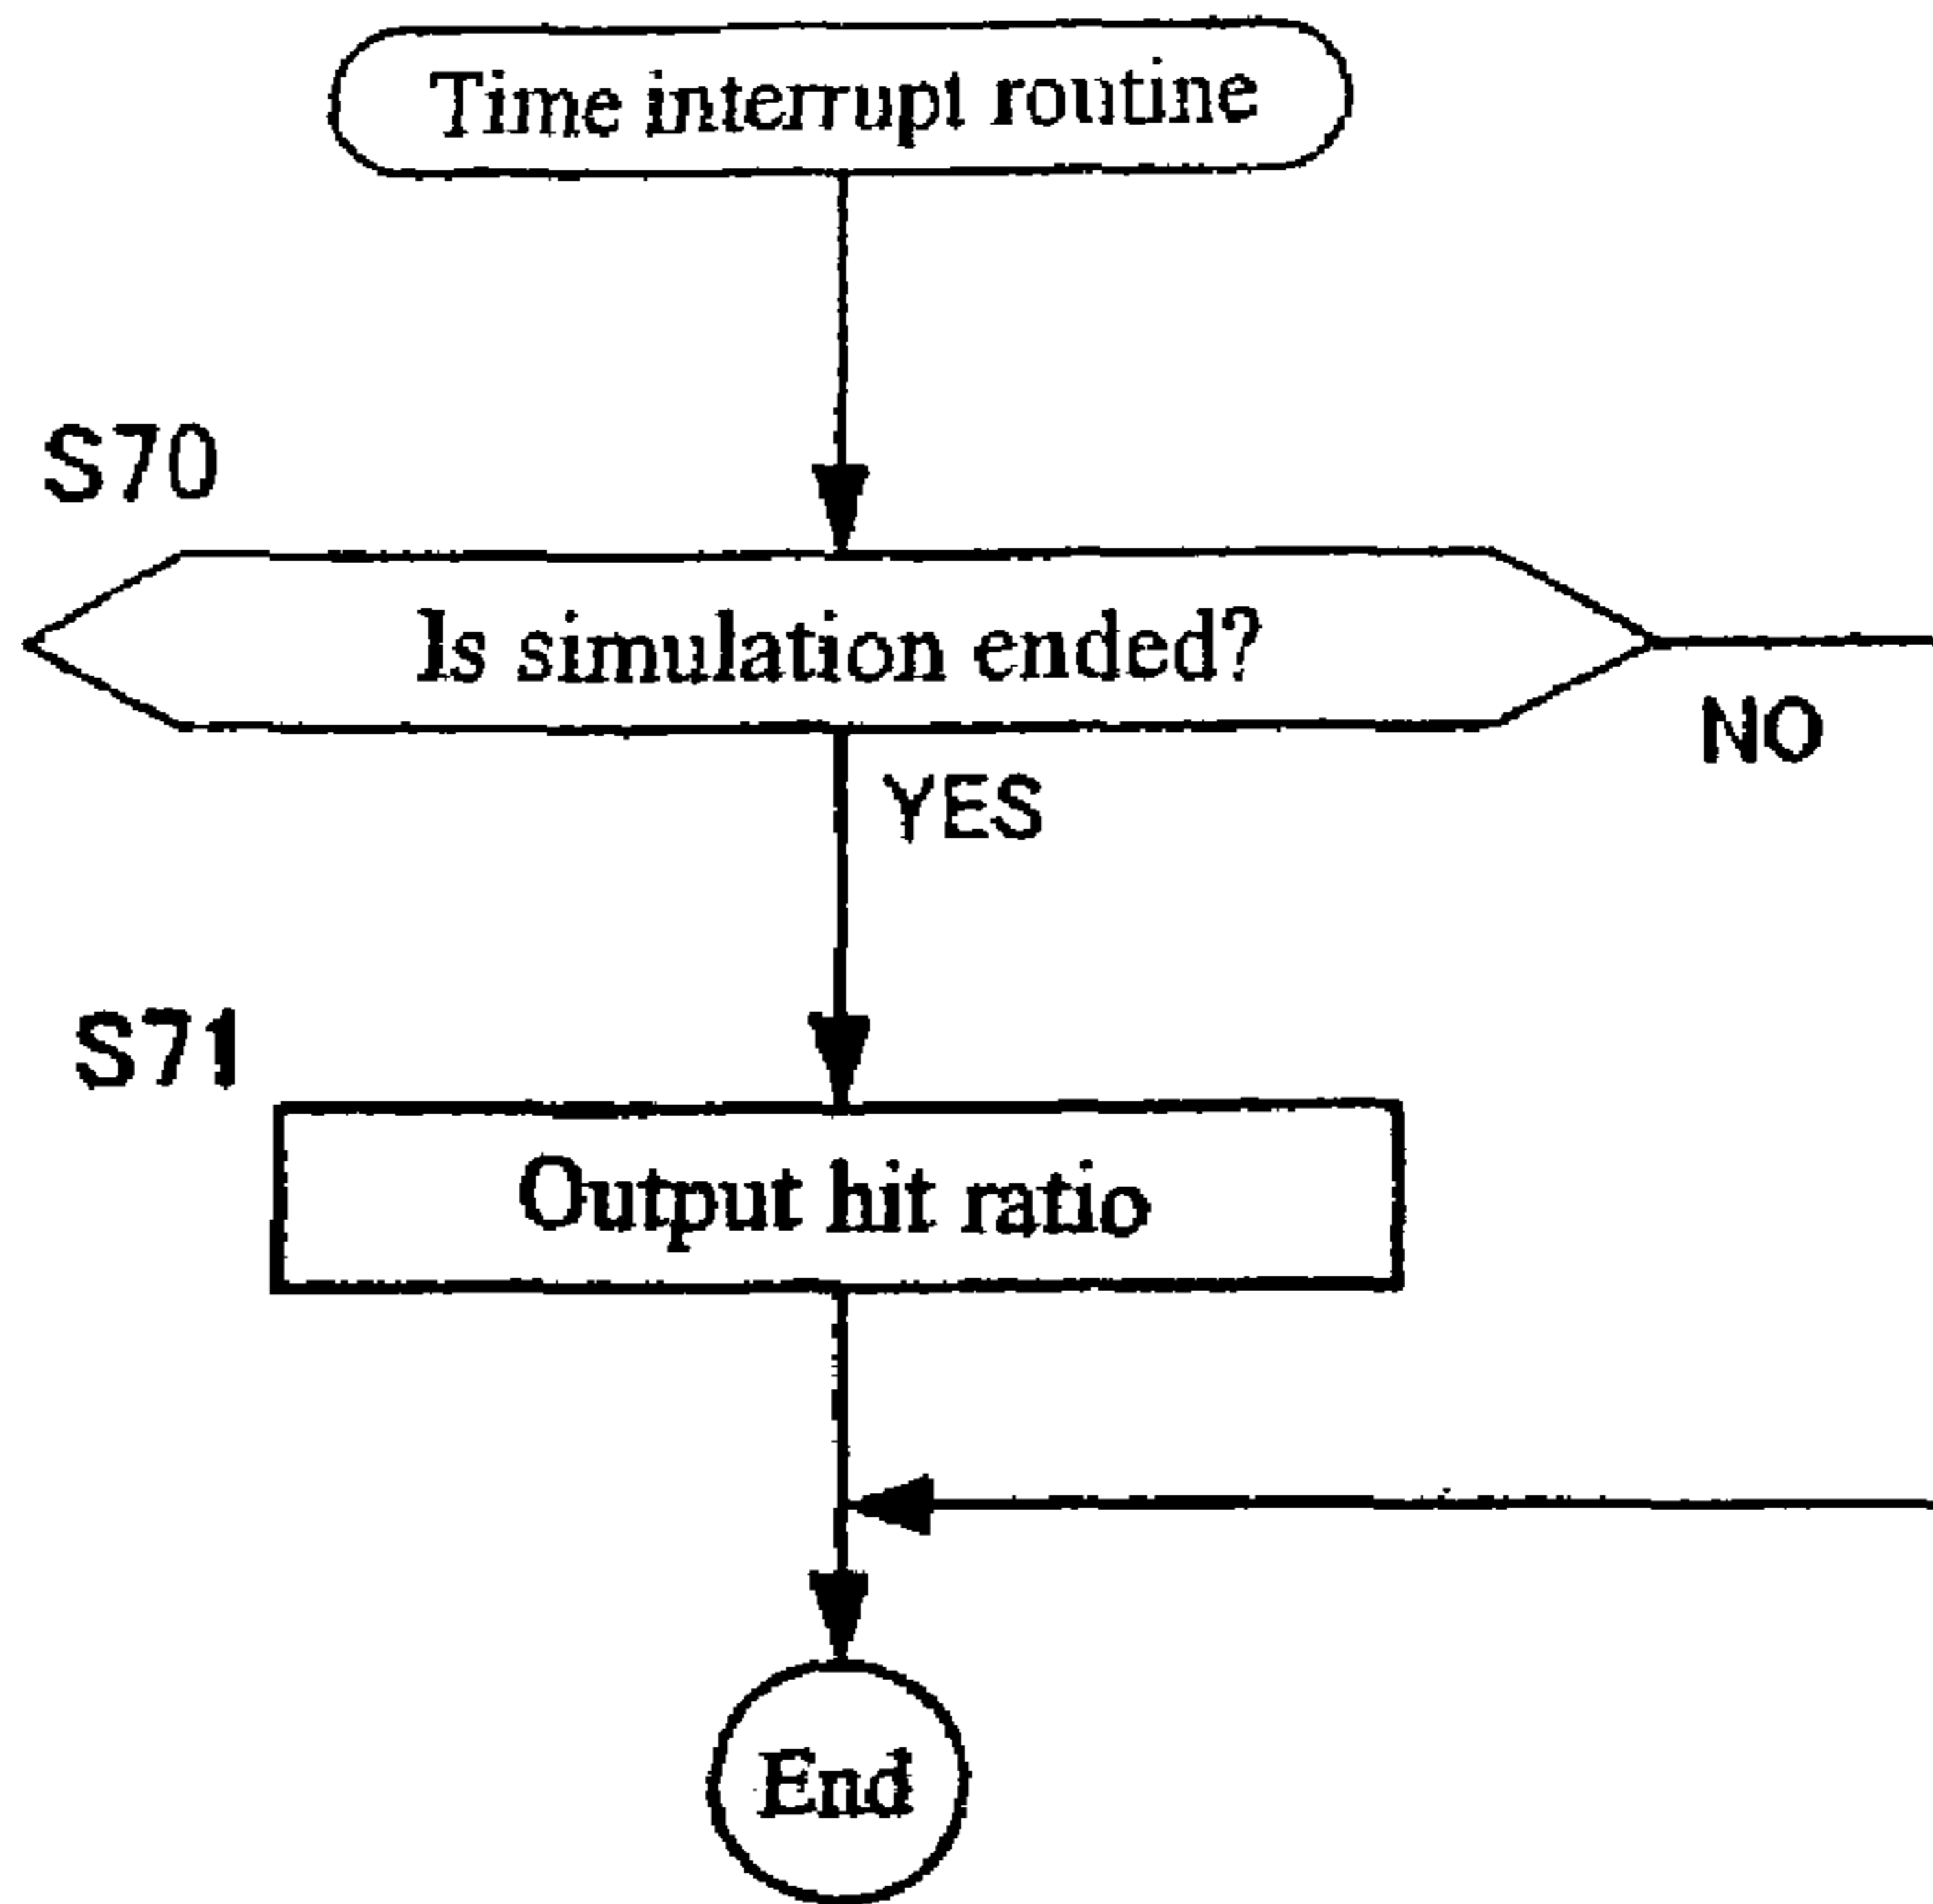 Time interrupt routine
S70
Is simulation ended?
NO
YES
S71
Output hit ratio
End